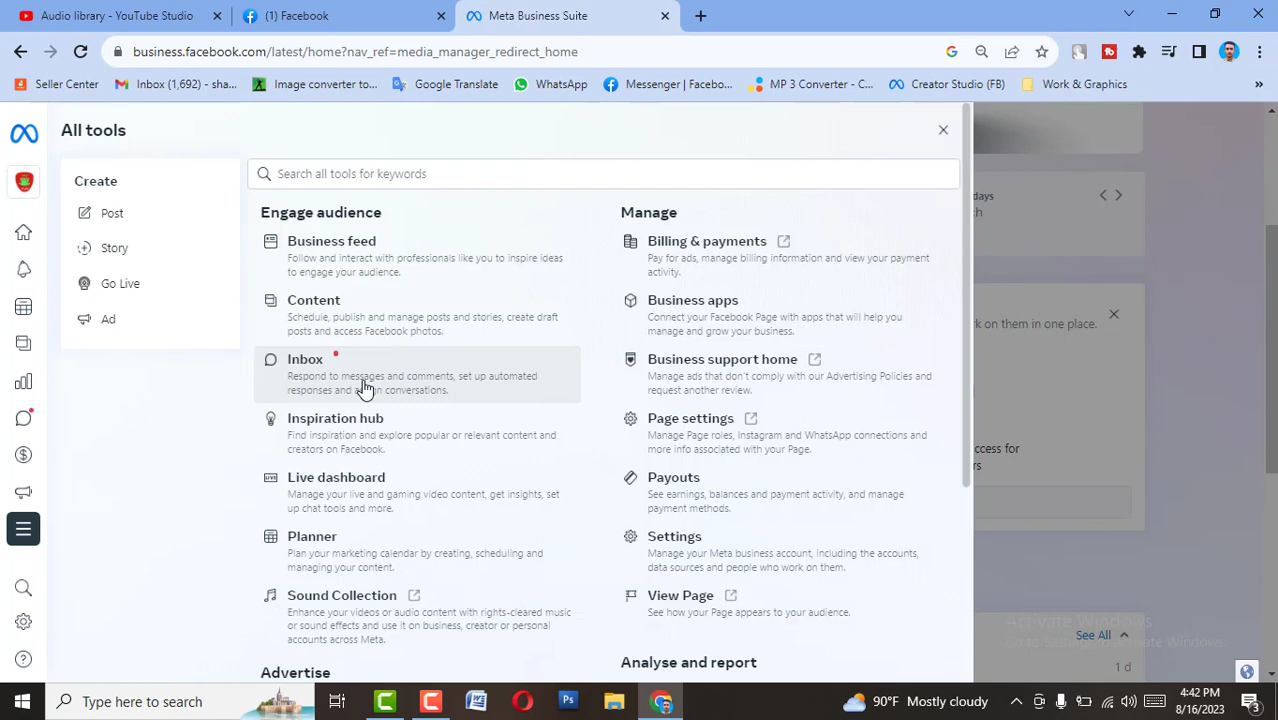 Audio library - YouTube Studio
(1) Facebook
Meta Business Suite
business.facebook.com/latest/home?nav_ref=media_manager_redirect_home
Seller Center
Inbox (1,692) - sha...
Image converter to...
Google Translate
WhatsApp
Messenger | Facebo...
MP 3 Converter - C...
Creator Studio (FB)
Work & Graphics
»
All tools
Create
Post
Story
Go Live
Ad
Search all tools for keywords
Engage audience
Business feed
Follow and interact with professionals like you to inspire ideas
to engage your audience.
Content
Schedule, publish and manage posts and stories, create draft
posts and access Facebook photos.
Inbox
Respond to messages and comments, set up automated
responses and assign conversations.
Inspiration hub
Find inspiration and explore popular or relevant content and
creators on Facebook.
Live dashboard
Manage your live and gaming video content, get insights, set
up chat tools and more.
Planner
Plan your marketing calendar by creating, scheduling and
managing your content.
Sound Collection
Enhance your videos or audio content with rights-cleared music
or sound effects and use it on business, creator or personal
accounts across Meta.
Advertise
Manage
Billing & payments
Pay for ads, manage billing information and view your payment
activity.
Business apps
Connect your Facebook Page with apps that will help you
manage and grow your business.
Business support home
Manage ads that don't comply with our Advertising Policies and
request another review.
Page settings
Manage Page roles, Instagram and WhatsApp connections and
more info associated with your Page.
Payouts
See earnings, balances and payment activity, and manage
payment methods.
Settings
Manage your Meta business account, including the accounts,
data sources and people who work on them.
View Page
See how your Page appears to your audience.
Analyse and report
days
ch
k on them in one place.
ccess for
rs
Activate Windows
Go to Settings to activate Windows.
See All
1 d
Type here to search
90°F Mostly cloudy
4:42 PM
8/16/2023
3